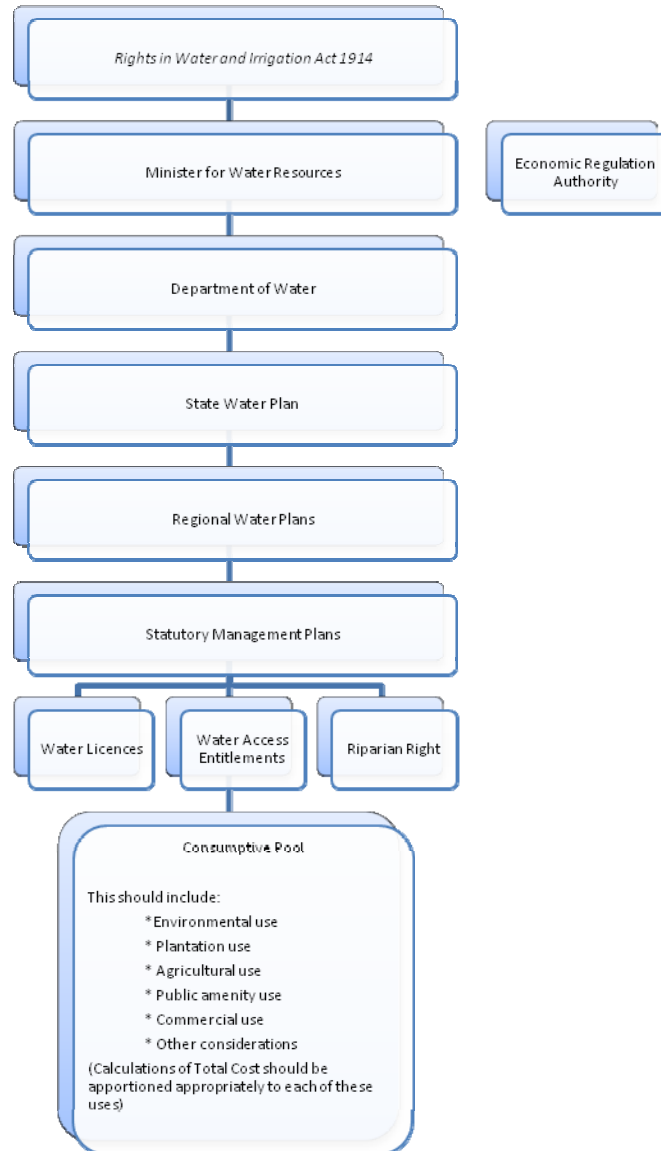 Rights in Water and Irrigation Act 1914
Minister for Water Resources
Economic Regulation
Authority
Department of Water
State Water Plan
Regional Water Plans
Statutory Management Plans
Water Licences
Water Access
Entitlements
Riparian Right
Consumptive Pool
This should include:
* Environmental use
* Plantation use
* Agricultural use
* Public amenity use
* Commercial use
* Other considerations
(Calculations of Total Cost should be
apportioned appropriately to each of these
uses)